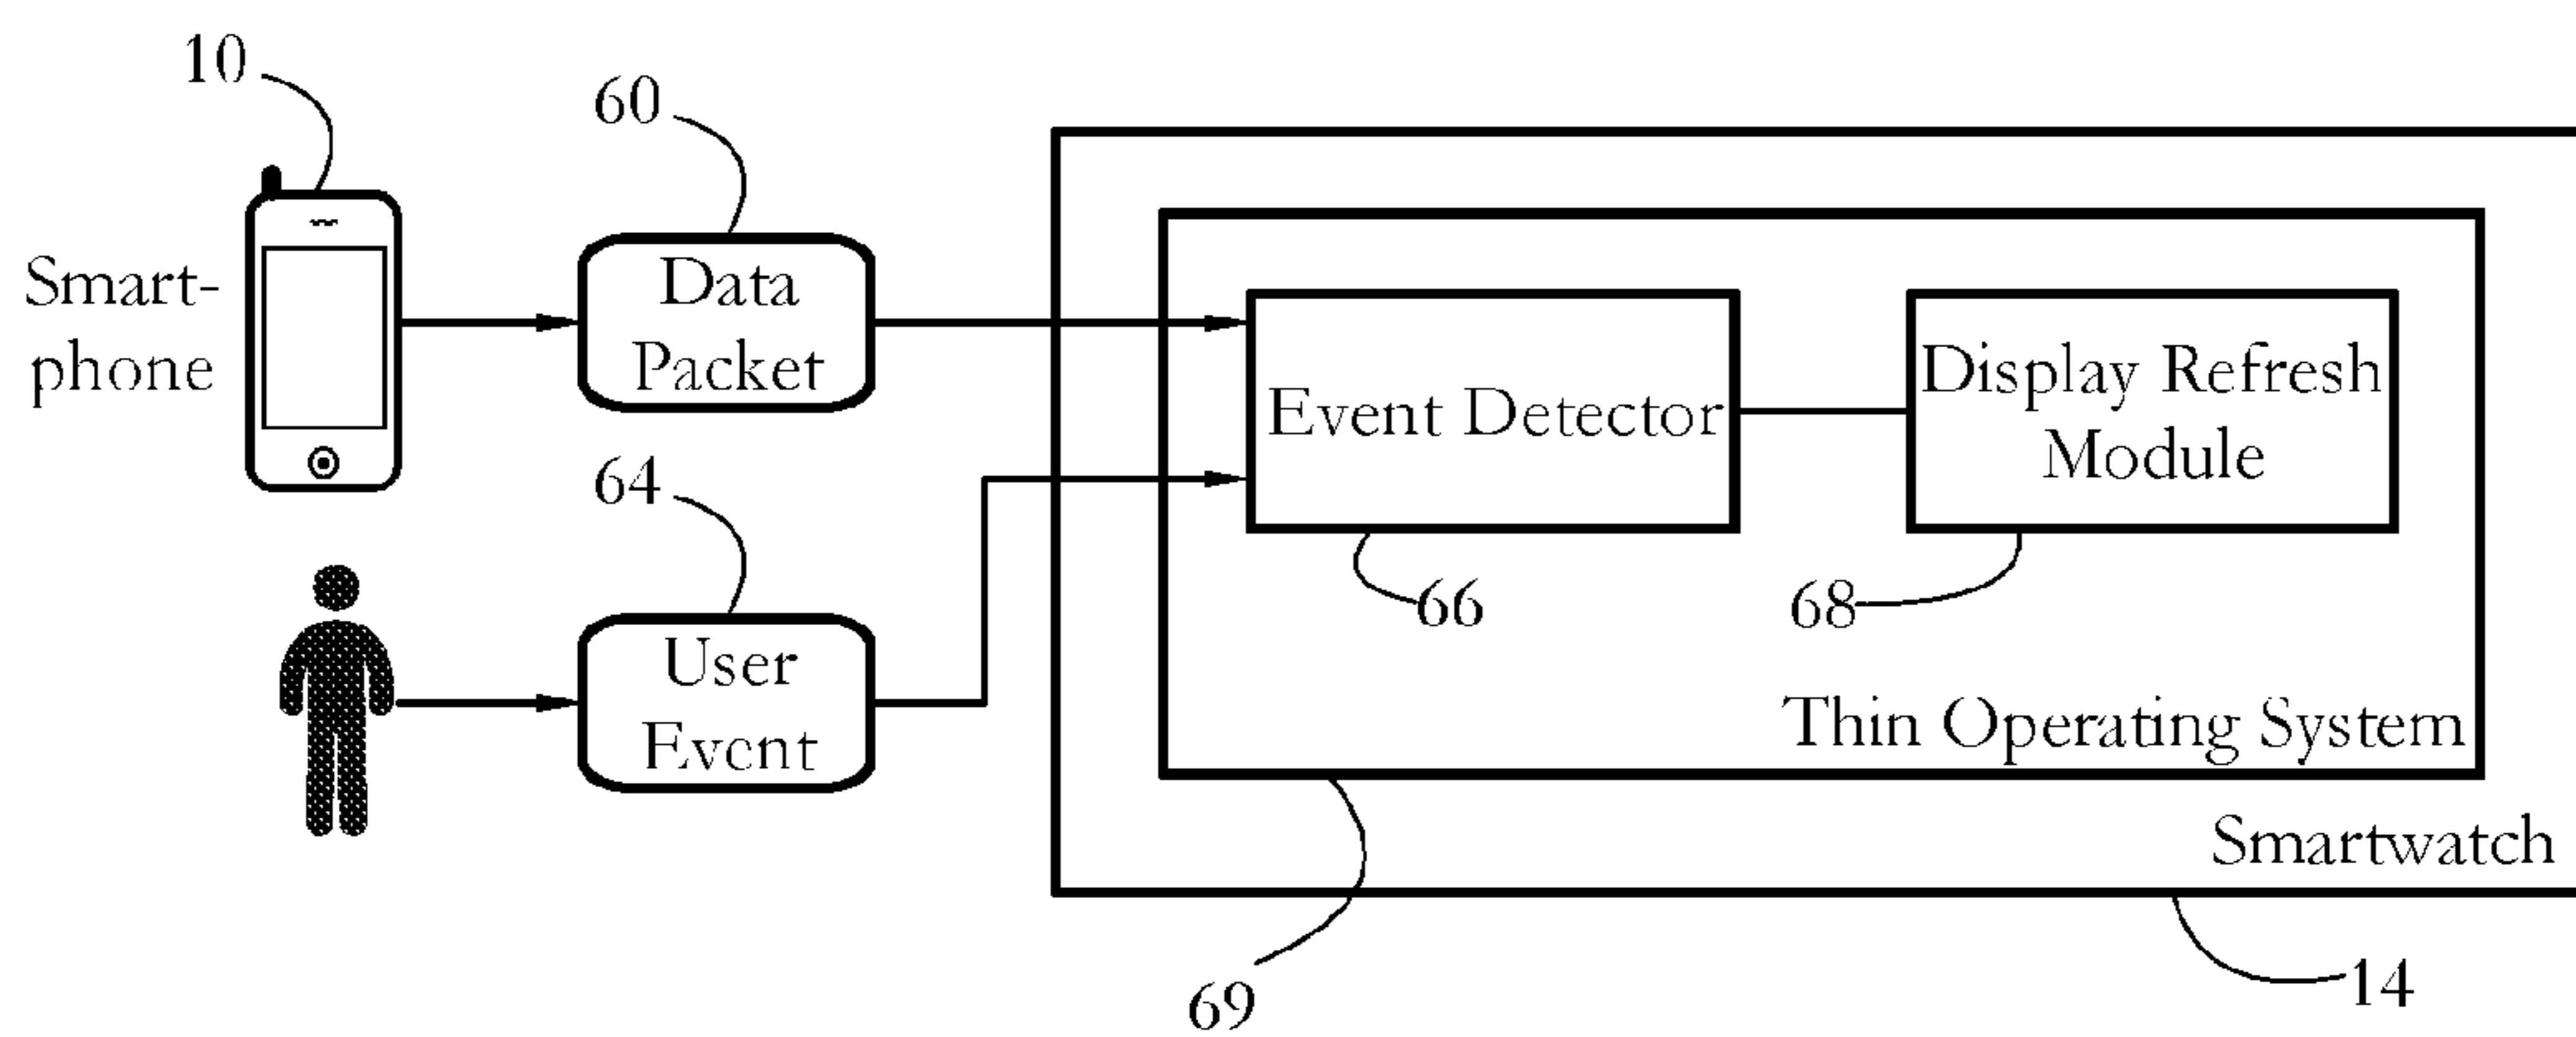 10
60
Smart-
phone
Data
Packet
Event Detector
Display Refresh
Module
64
66
68
User
Event
Thin Operating System
Smartwatch
69
14